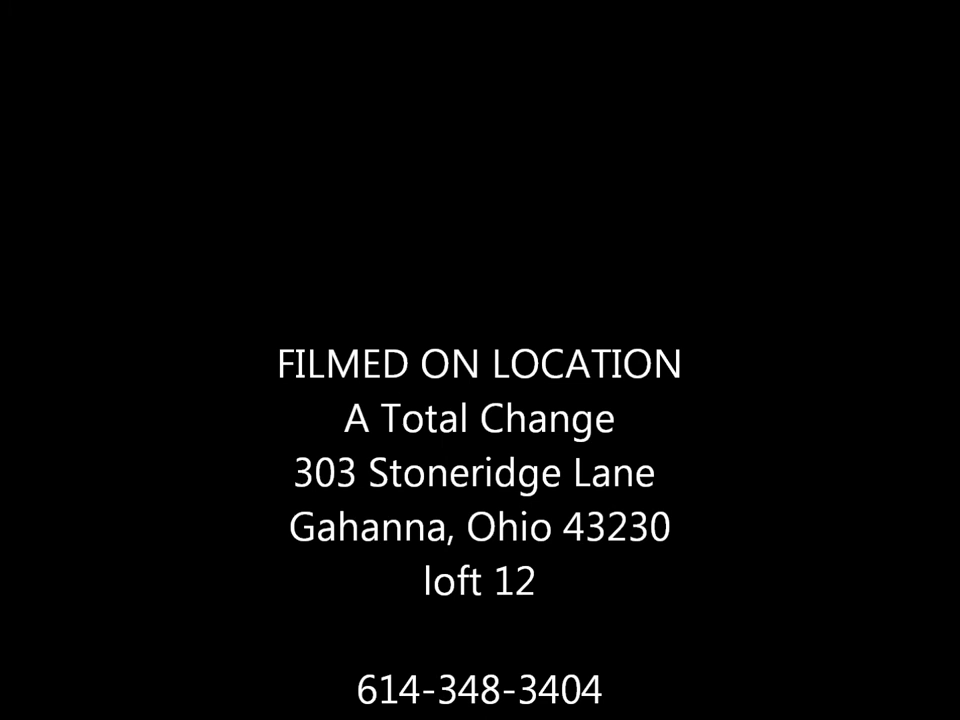 FILMED ON LOCATION
A Total Change
303 Stoneridge Lane
Gahanna, Ohio 43230
loft 12
614-348-3404